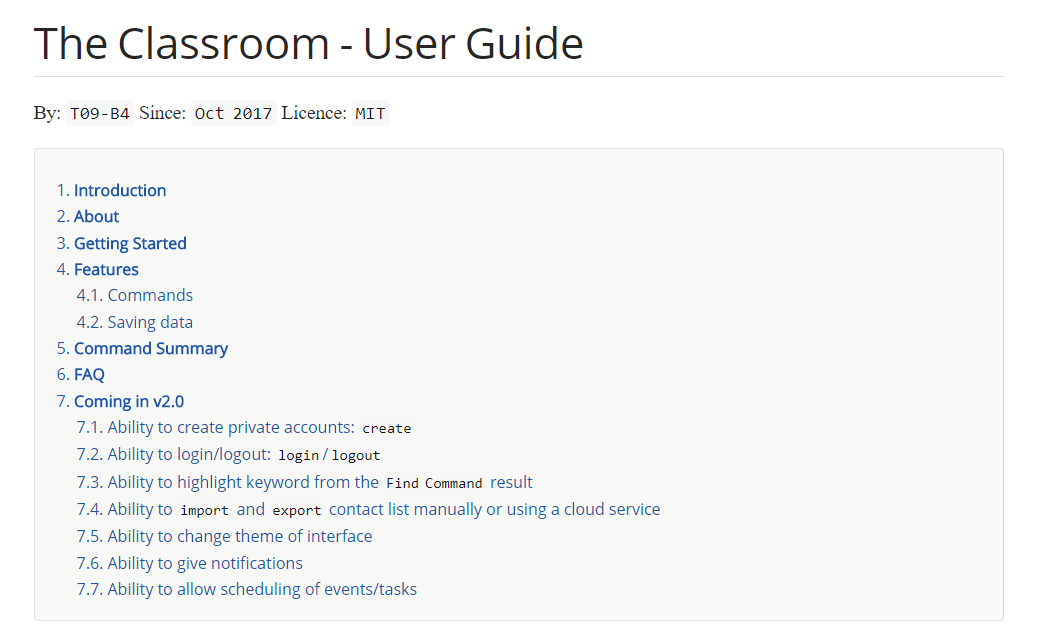 The Classroom - User Guide
By: T09-B4 Since: Oct 2017 Licence: MIT
1. Introduction
2. About
3. Getting Started
4. Features
4.1. Commands
4.2. Saving data
5. Command Summary
6. FAQ
7. Coming in v2.0
7.1. Ability to create private accounts: create
7.2. Ability to login/logout: login/logout
7.3. Ability to highlight keyword from the Find Command result
7.4. Ability to import and export contact list manually or using a cloud service
7.5. Ability to change theme of interface
7.6. Ability to give notifications
7.7. Ability to allow scheduling of events/tasks